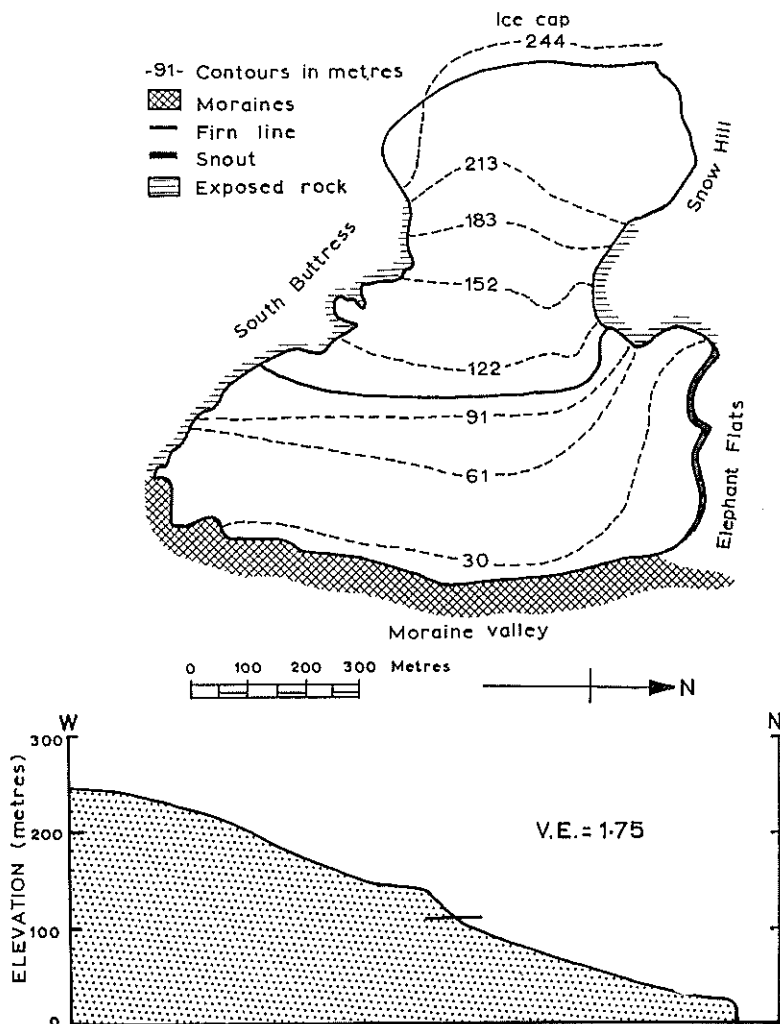 Ice cap
244
-91- Contours in metres
Moraines
Firn line
Snout
Exposed rock
Snow Hill
213
183
South Buttress
152
122
91
61
Elephant Flats
30
Moraine valley
0 100 200 300 Metres
N
W
N
300
ELEVATION (metres)
V.E. = 1·75
200
100
0